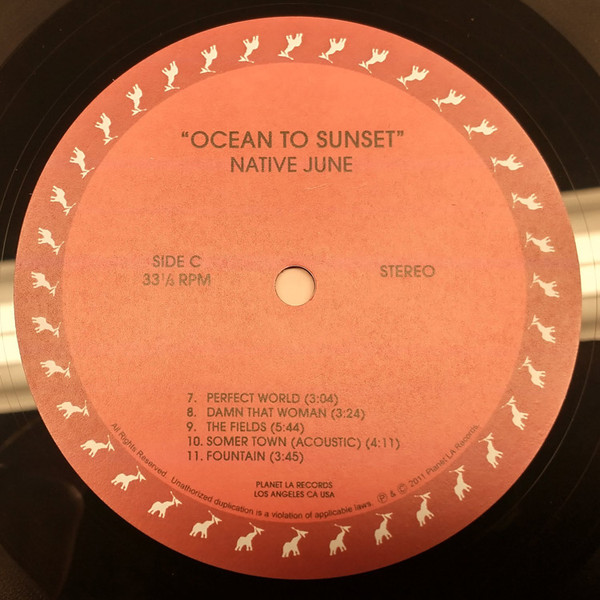 "OCEAN TO SUNSET"
NATIVE JUNE
SIDE C
33⅓ RPM
STEREO
7. PERFECT WORLD (3:04)
8. DAMN THAT WOMAN (3:24)
9. THE FIELDS (5:44)
10. SOMER TOWN (ACOUSTIC) (4:11)
11. FOUNTAIN (3:45)
PLANET LA RECORDS
LOS ANGELES CA USA
All Rights Reserved. Unathorized duplication is a violation of applicable laws. ℗ & © 2011 Planet LA Records.